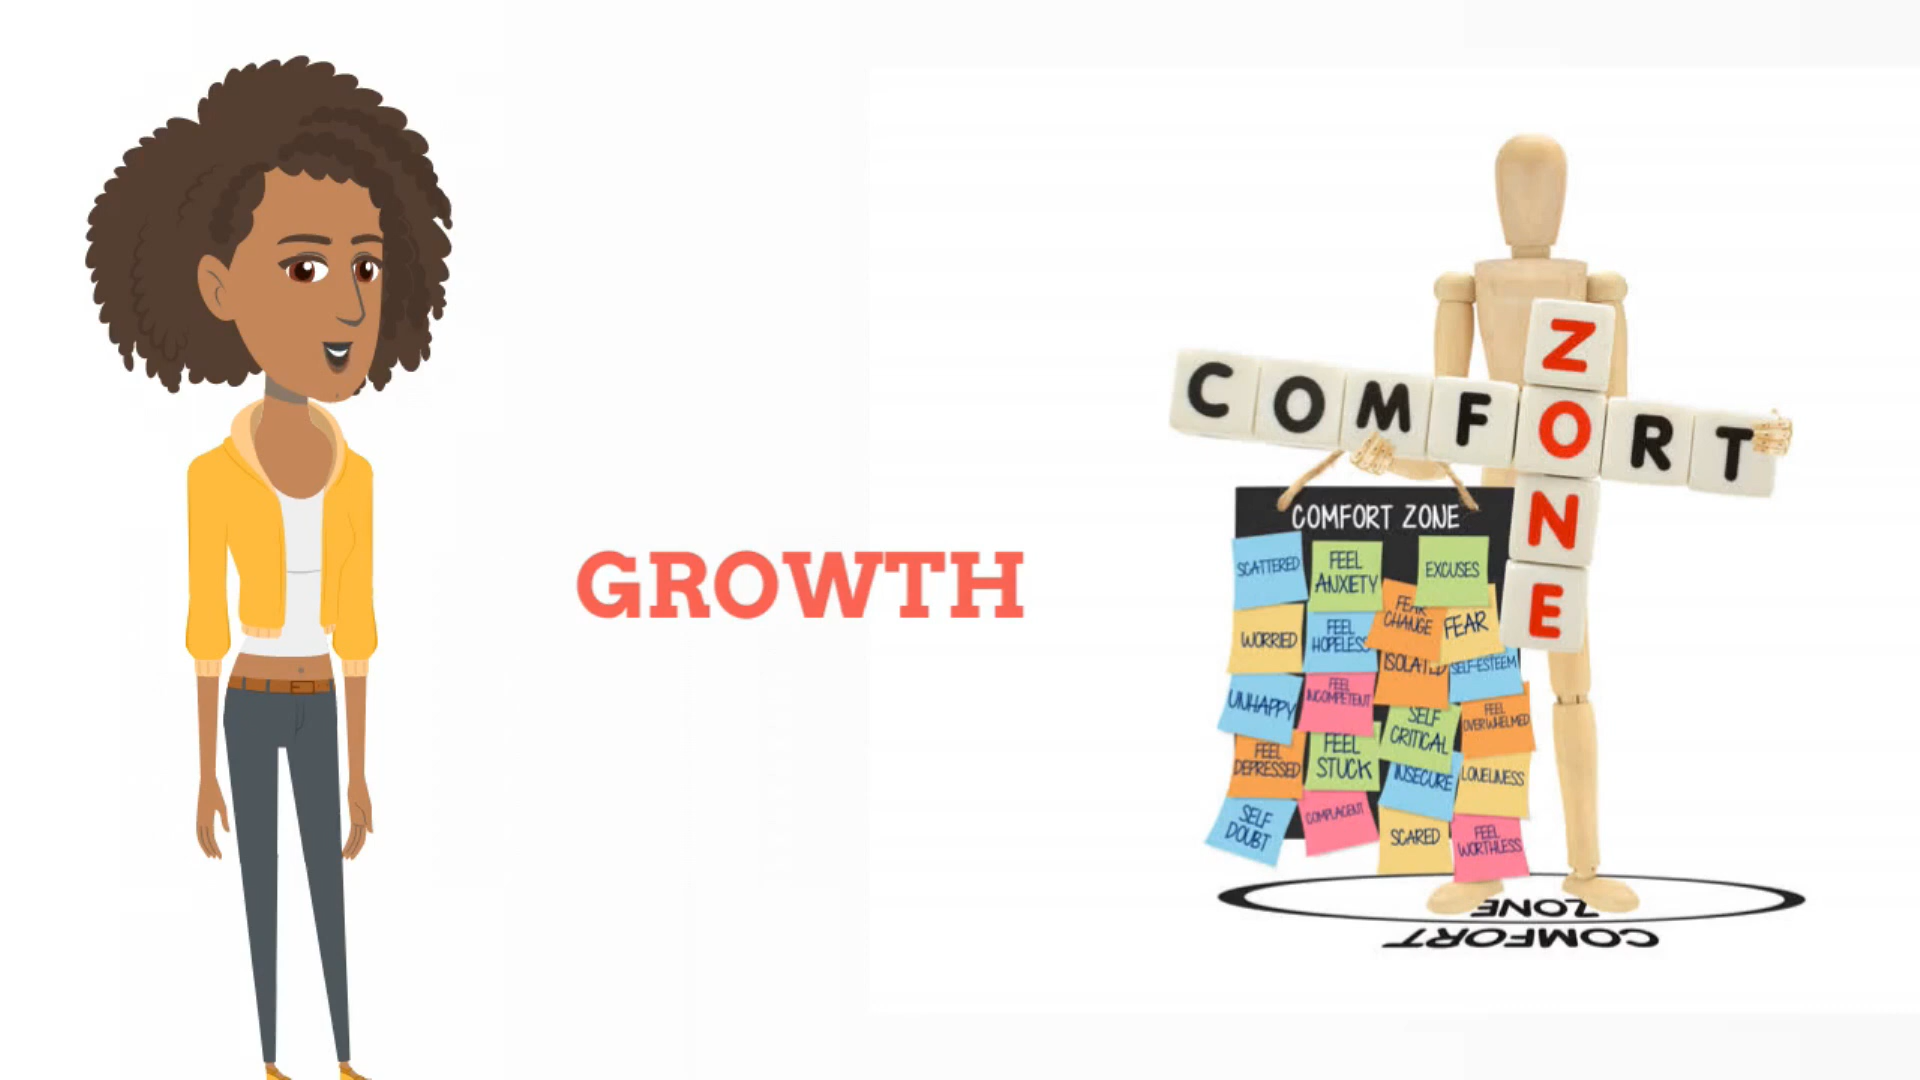 GROWTH
COMFORT
ZONE
COMFORT ZONE
SCATTERED
FEEL
ANXIETY
EXCUSES
WORRIED
FEEL
HOPELESS
FEAR
CHANGE
FEAR
UNHAPPY
FEEL
INCOMPETENT
ISOLATED
SELF-ESTEEM
FEEL
DEPRESSED
FEEL
STUCK
SELF
CRITICAL
FEEL
OVERWHELMED
SELF
DOUBT
COMPLACENT
INSECURE
LONELINESS
SCARED
FEEL
WORTHLESS
ZONE
COMFORT